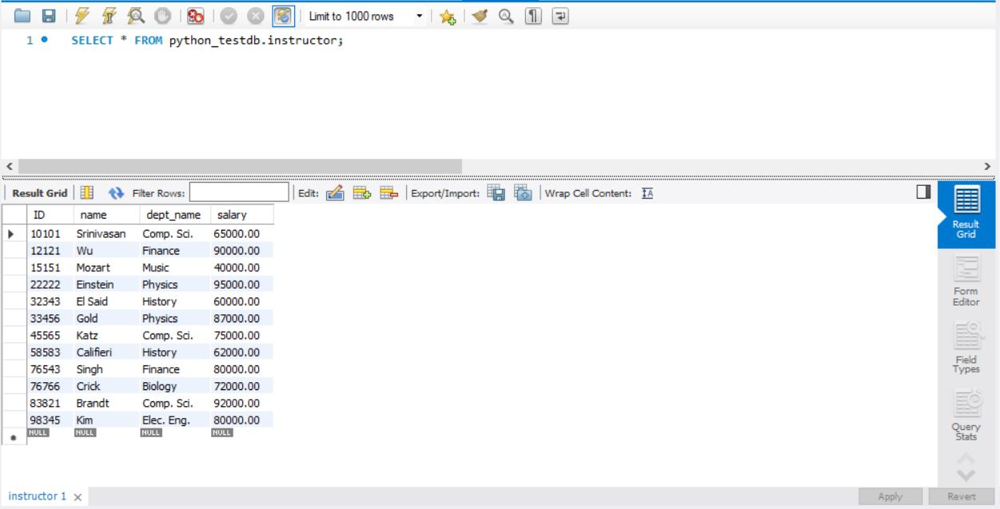 Limit to 1000 rows
1 SELECT * FROM python_testdb.instructor;
Result Grid Filter Rows: Edit: Export/Import: Wrap Cell Content: IA
ID name dept_name salary
10101 Srinivasan Comp. Sci. 65000.00
12121 Wu Finance 90000.00
15151 Mozart Music 40000.00
22222 Einstein Physics 95000.00
32343 El Said History 60000.00
33456 Gold Physics 87000.00
45565 Katz Comp. Sci. 75000.00
58583 Califieri History 62000.00
76543 Singh Finance 80000.00
76766 Crick Biology 72000.00
83821 Brandt Comp. Sci. 92000.00
98345 Kim Elec. Eng. 80000.00
NULL NULL NULL NULL
Result
Grid
Form
Editor
Field
Types
Query
Stats
instructor 1
Apply Revert